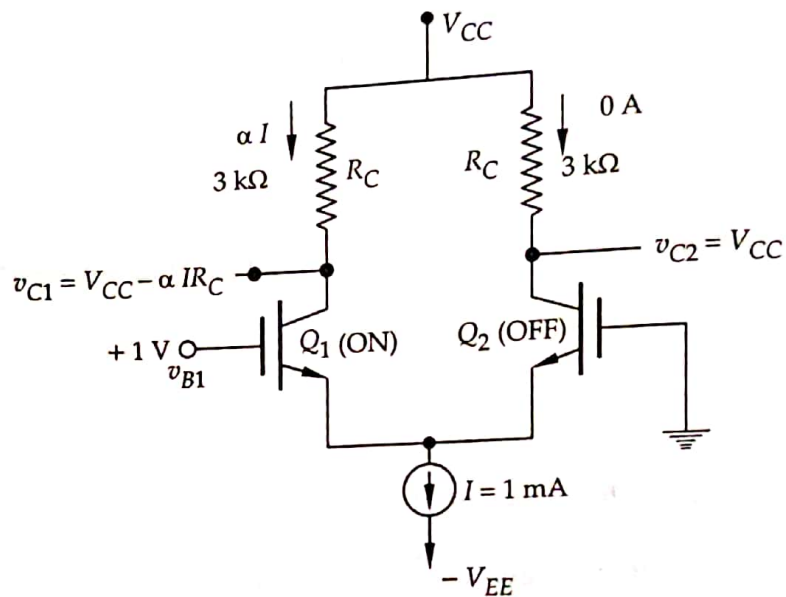 V_CC
α I
3 kΩ
R_C
R_C
0 A
3 kΩ
v_C1 = V_CC − α IR_C
v_C2 = V_CC
+ 1 V
v_B1
Q_1 (ON)
Q_2 (OFF)
I = 1 mA
− V_EE